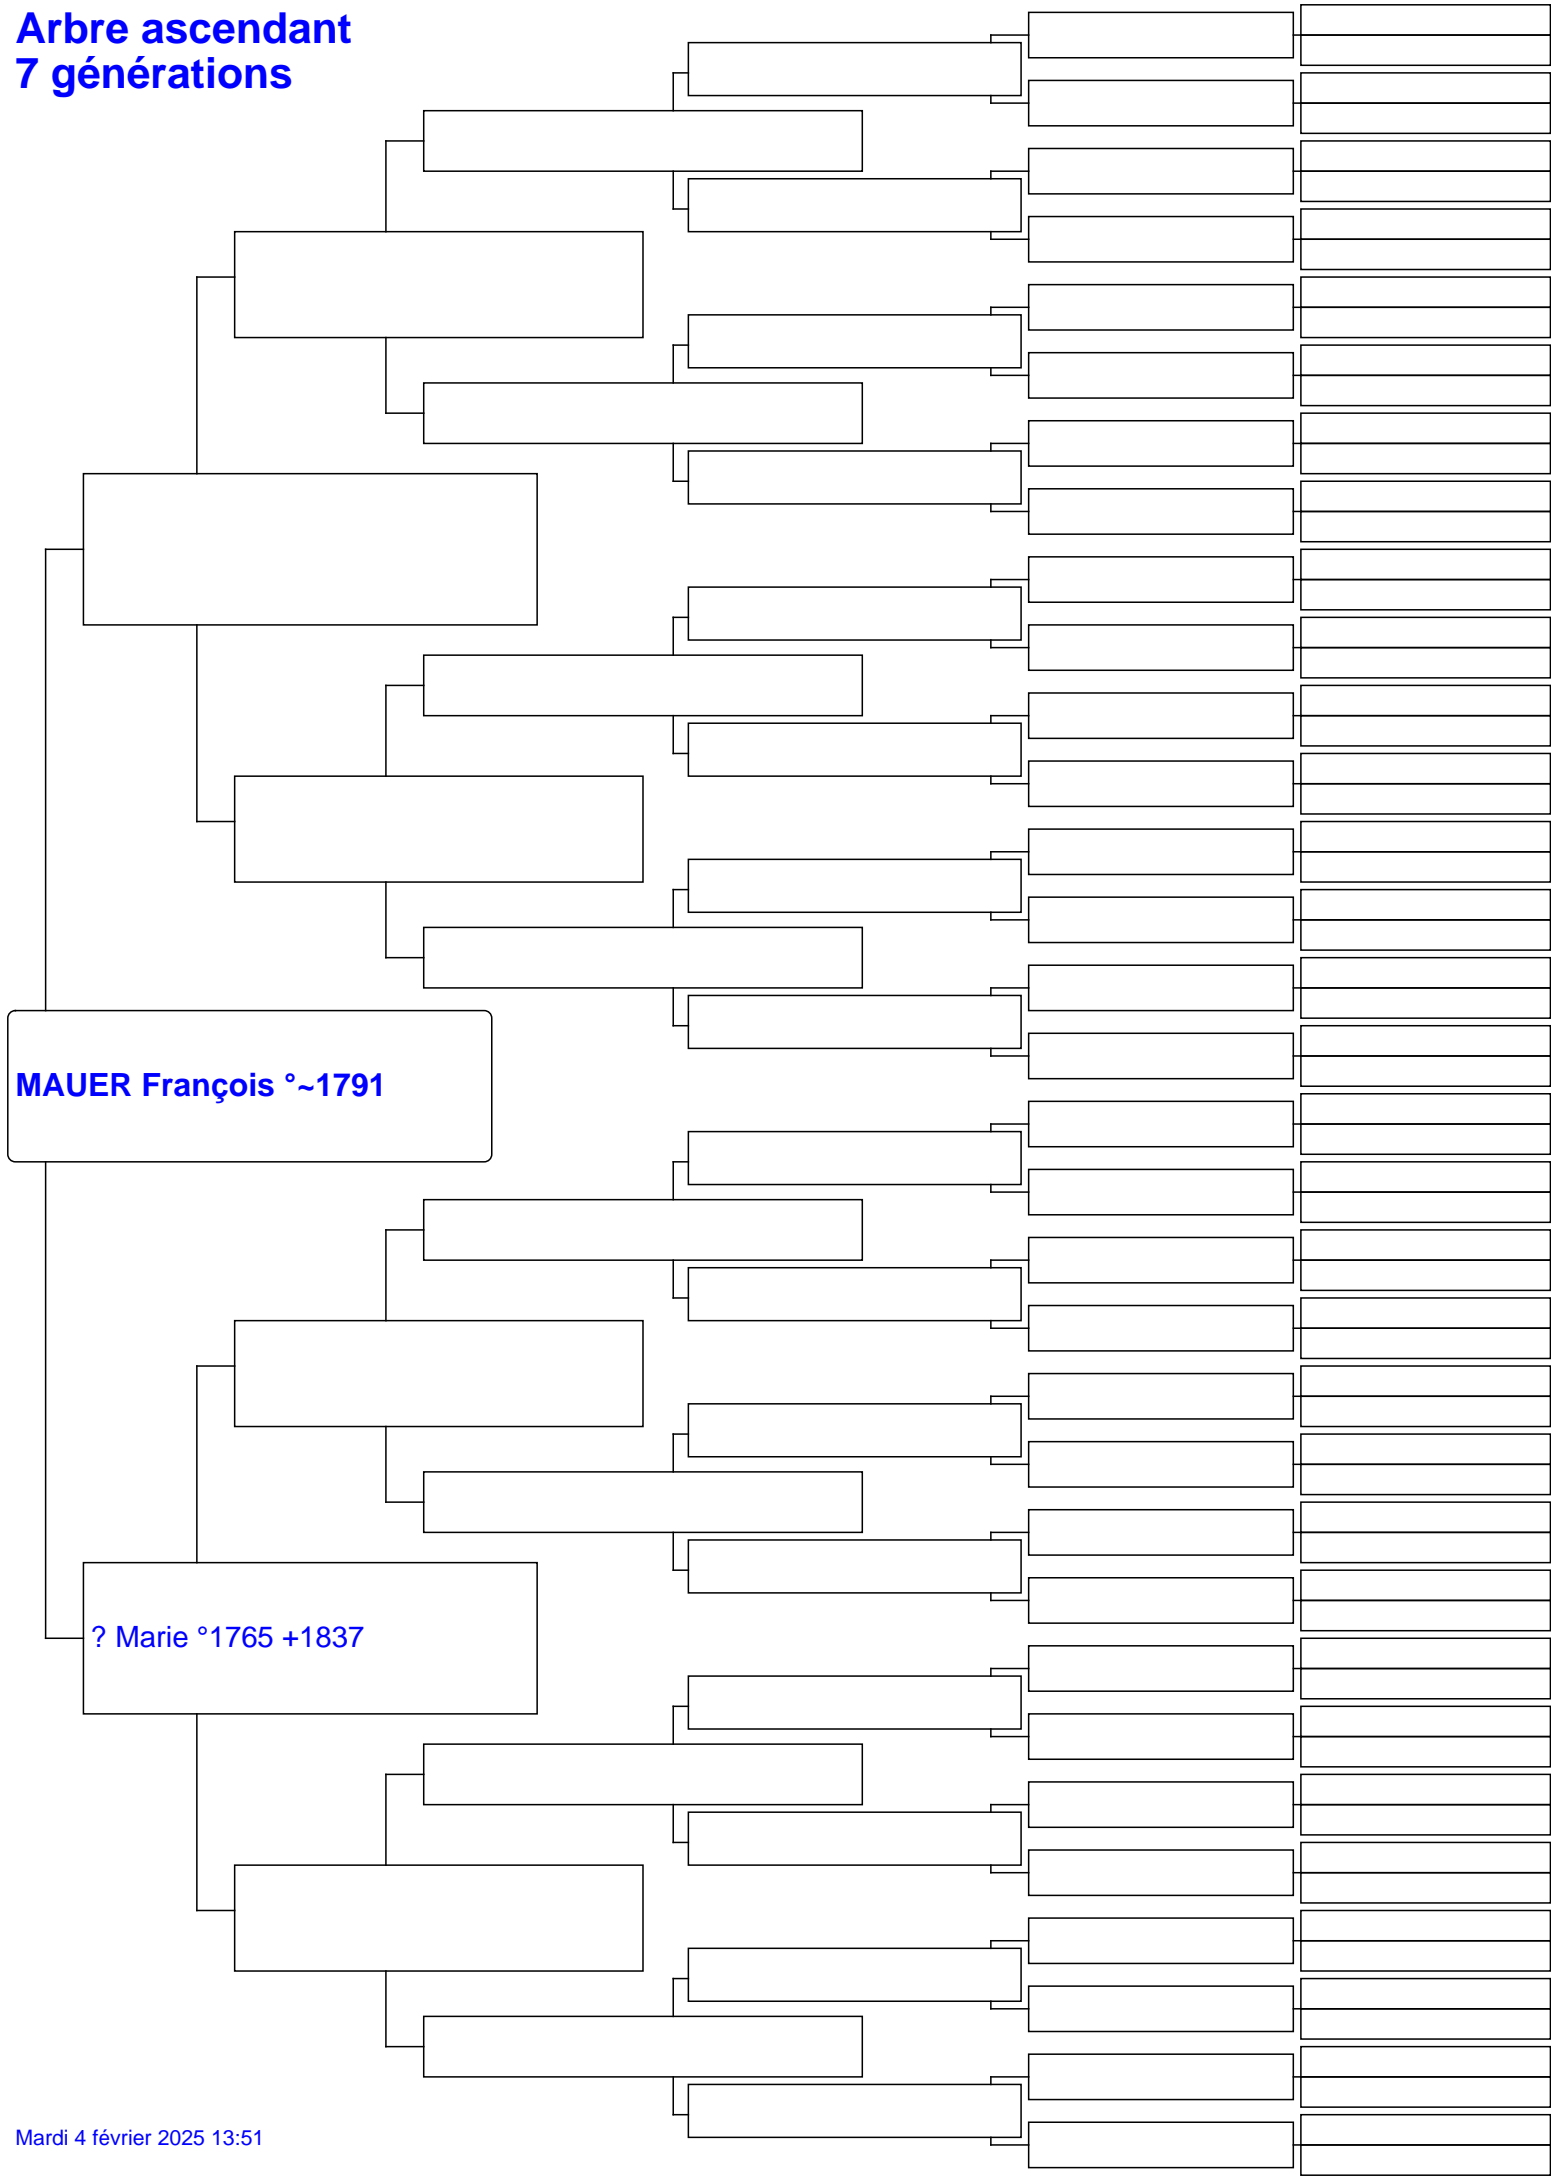 Arbre ascendant
7 générations
MAUER François °~1791
? Marie °1765 +1837
Mardi 4 février 2025 13:51